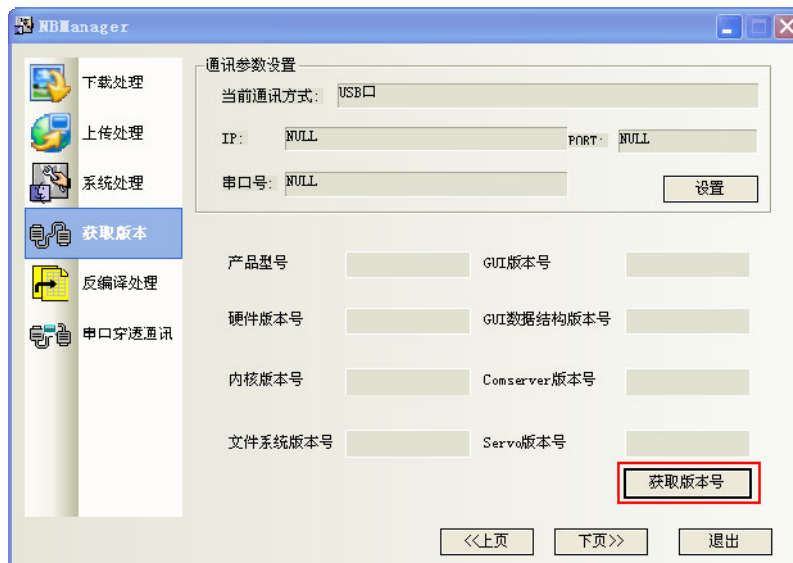 NBManager
下载处理
上传处理
系统处理
获取版本
反编译处理
串口穿透通讯
通讯参数设置
当前通讯方式: USB口
IP: NULL PORT: NULL
串口号: NULL
设置
产品型号 GUI版本号
硬件版本号 GUI数据结构版本号
内核版本号 Comserver版本号
文件系统版本号 Servo版本号
获取版本号
<<上页 下页>> 退出